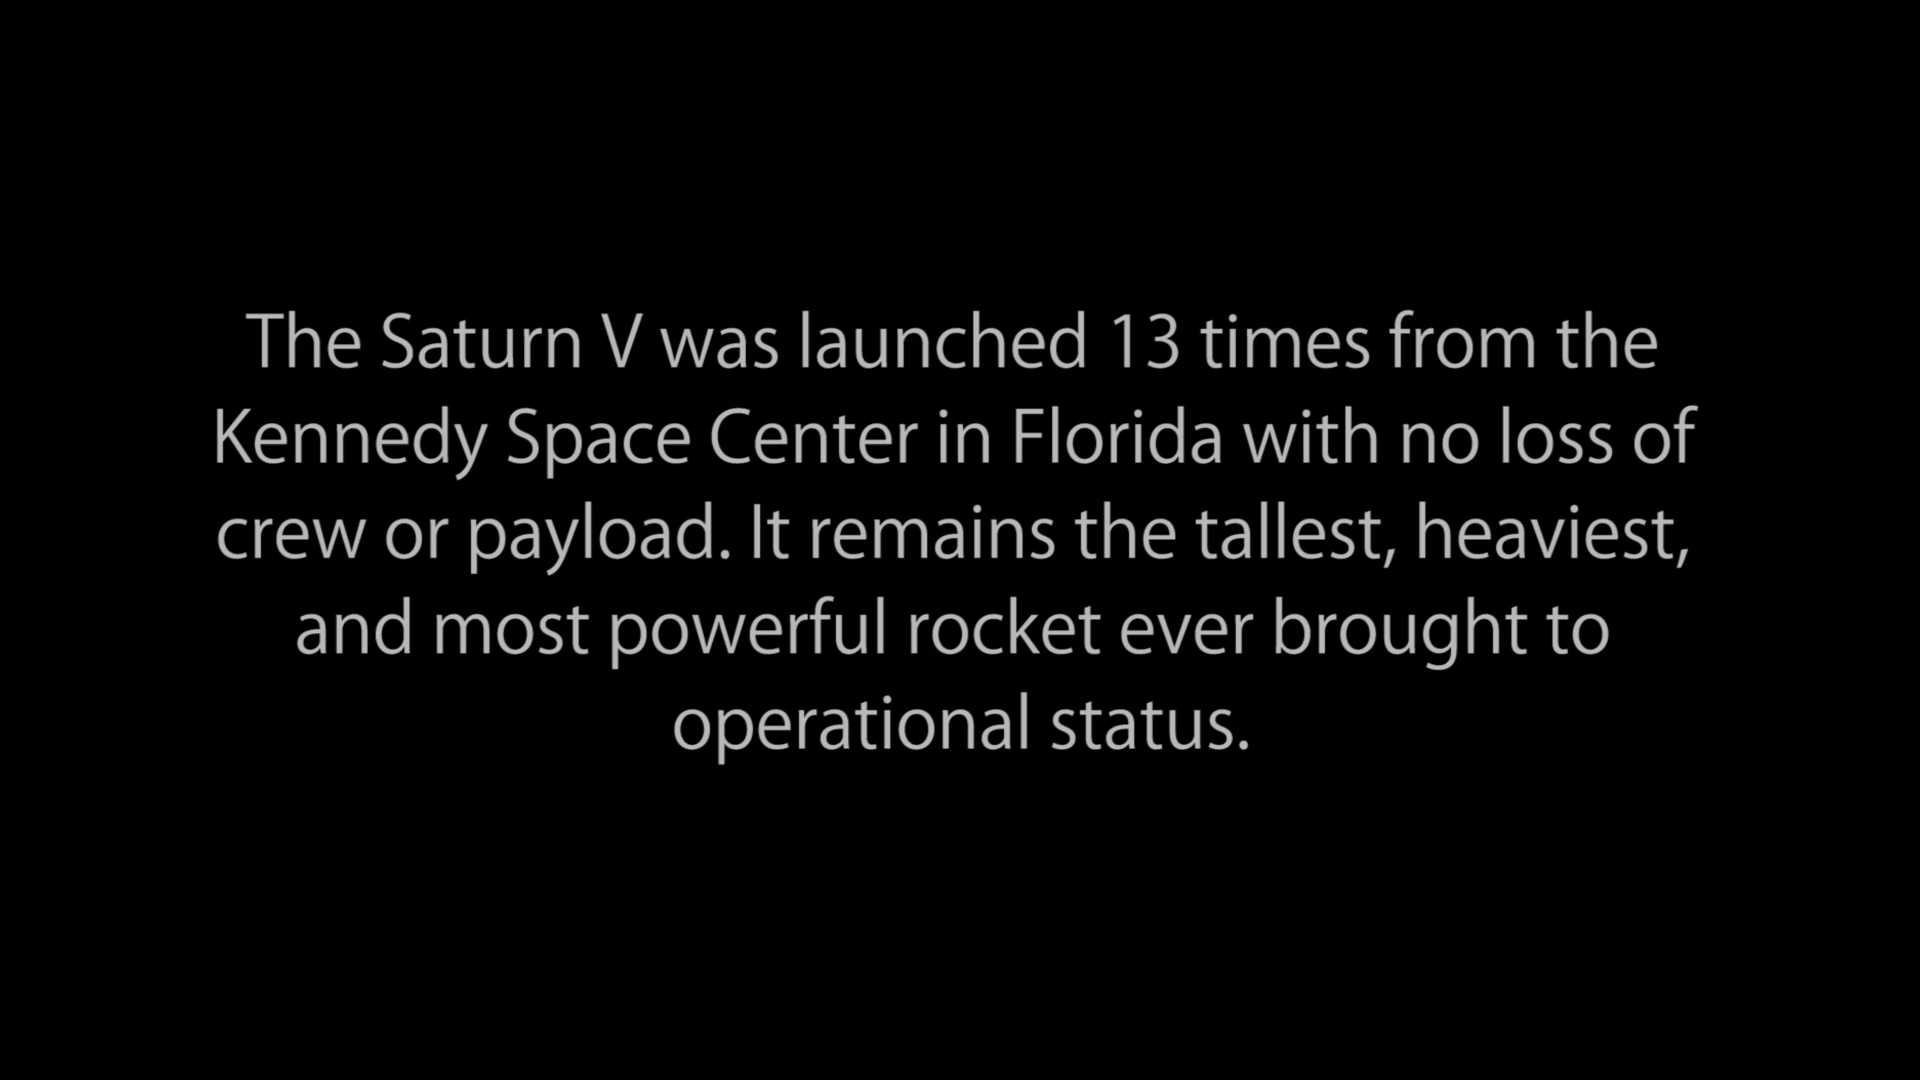 The Saturn V was launched 13 times from the
Kennedy Space Center in Florida with no loss of
crew or payload. It remains the tallest, heaviest,
and most powerful rocket ever brought to
operational status.